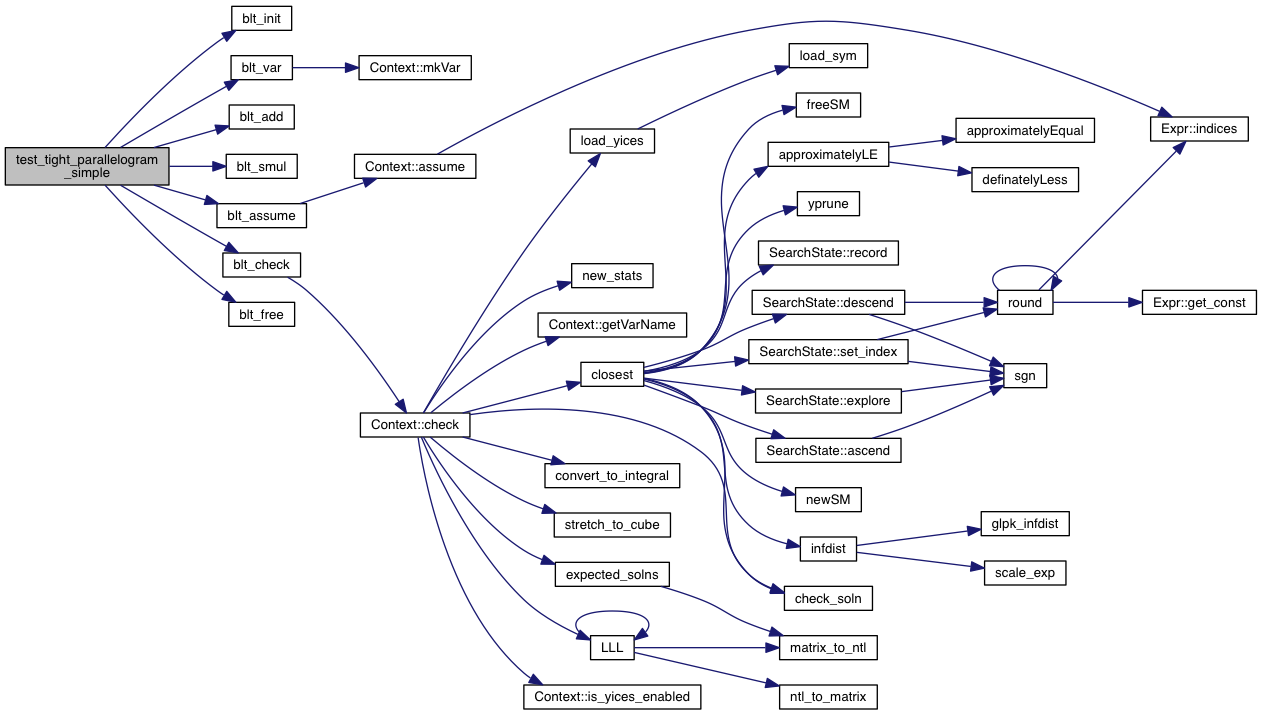 test_tight_parallelogram
_simple
blt_init
blt_var
blt_add
blt_smul
blt_assume
blt_check
blt_free
Context::mkVar
Context::assume
Context::check
load_yices
new_stats
Context::getVarName
closest
convert_to_integral
stretch_to_cube
expected_solns
LLL
Context::is_yices_enabled
load_sym
freeSM
approximatelyLE
yprune
SearchState::record
SearchState::descend
SearchState::set_index
SearchState::explore
SearchState::ascend
newSM
infdist
check_soln
matrix_to_ntl
ntl_to_matrix
approximatelyEqual
definatelyLess
round
sgn
glpk_infdist
scale_exp
Expr::indices
Expr::get_const